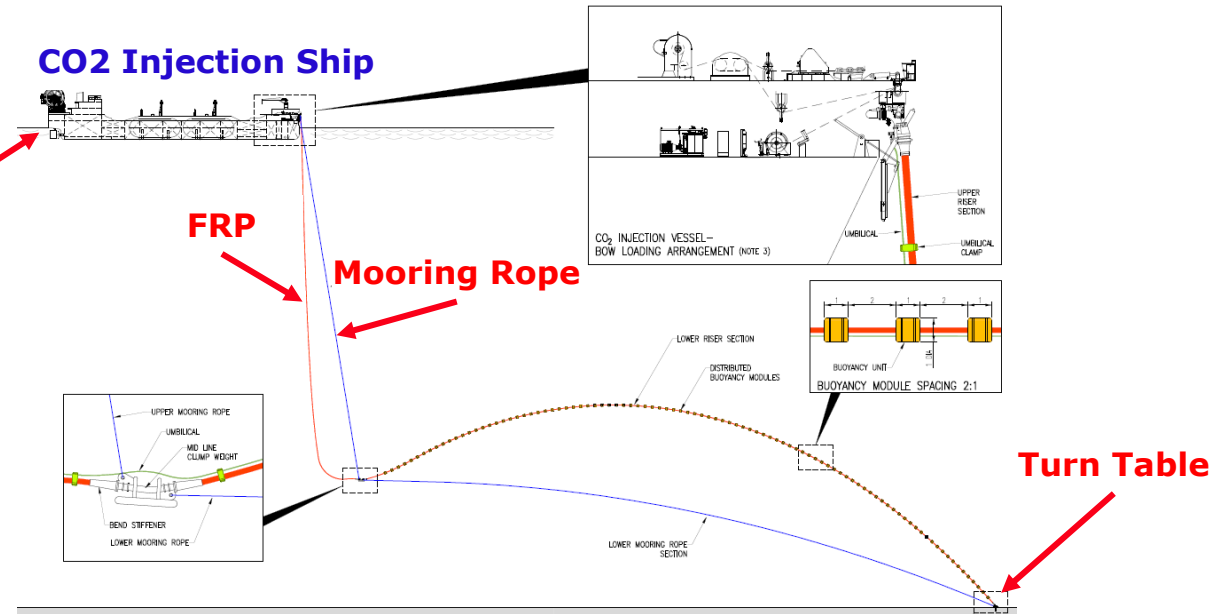 CO2 Injection Ship
FRP
Mooring Rope
Turn Table
UPPER
RISER
SECTION
UMBILICAL
UMBILICAL
CLAMP
CO₂ INJECTION VESSEL–
BOW LOADING ARRANGEMENT (NOTE 3)
1 2 1 2 1
1 DIA
BUOYANCY UNIT
BUOYANCY MODULE SPACING 2:1
LOWER RISER SECTION
DISTRIBUTED
BUOYANCY MODULES
UPPER MOORING ROPE
UMBILICAL
MID LINE
CLUMP WEIGHT
BEND STIFFENER
LOWER MOORING ROPE
LOWER MOORING ROPE
SECTION